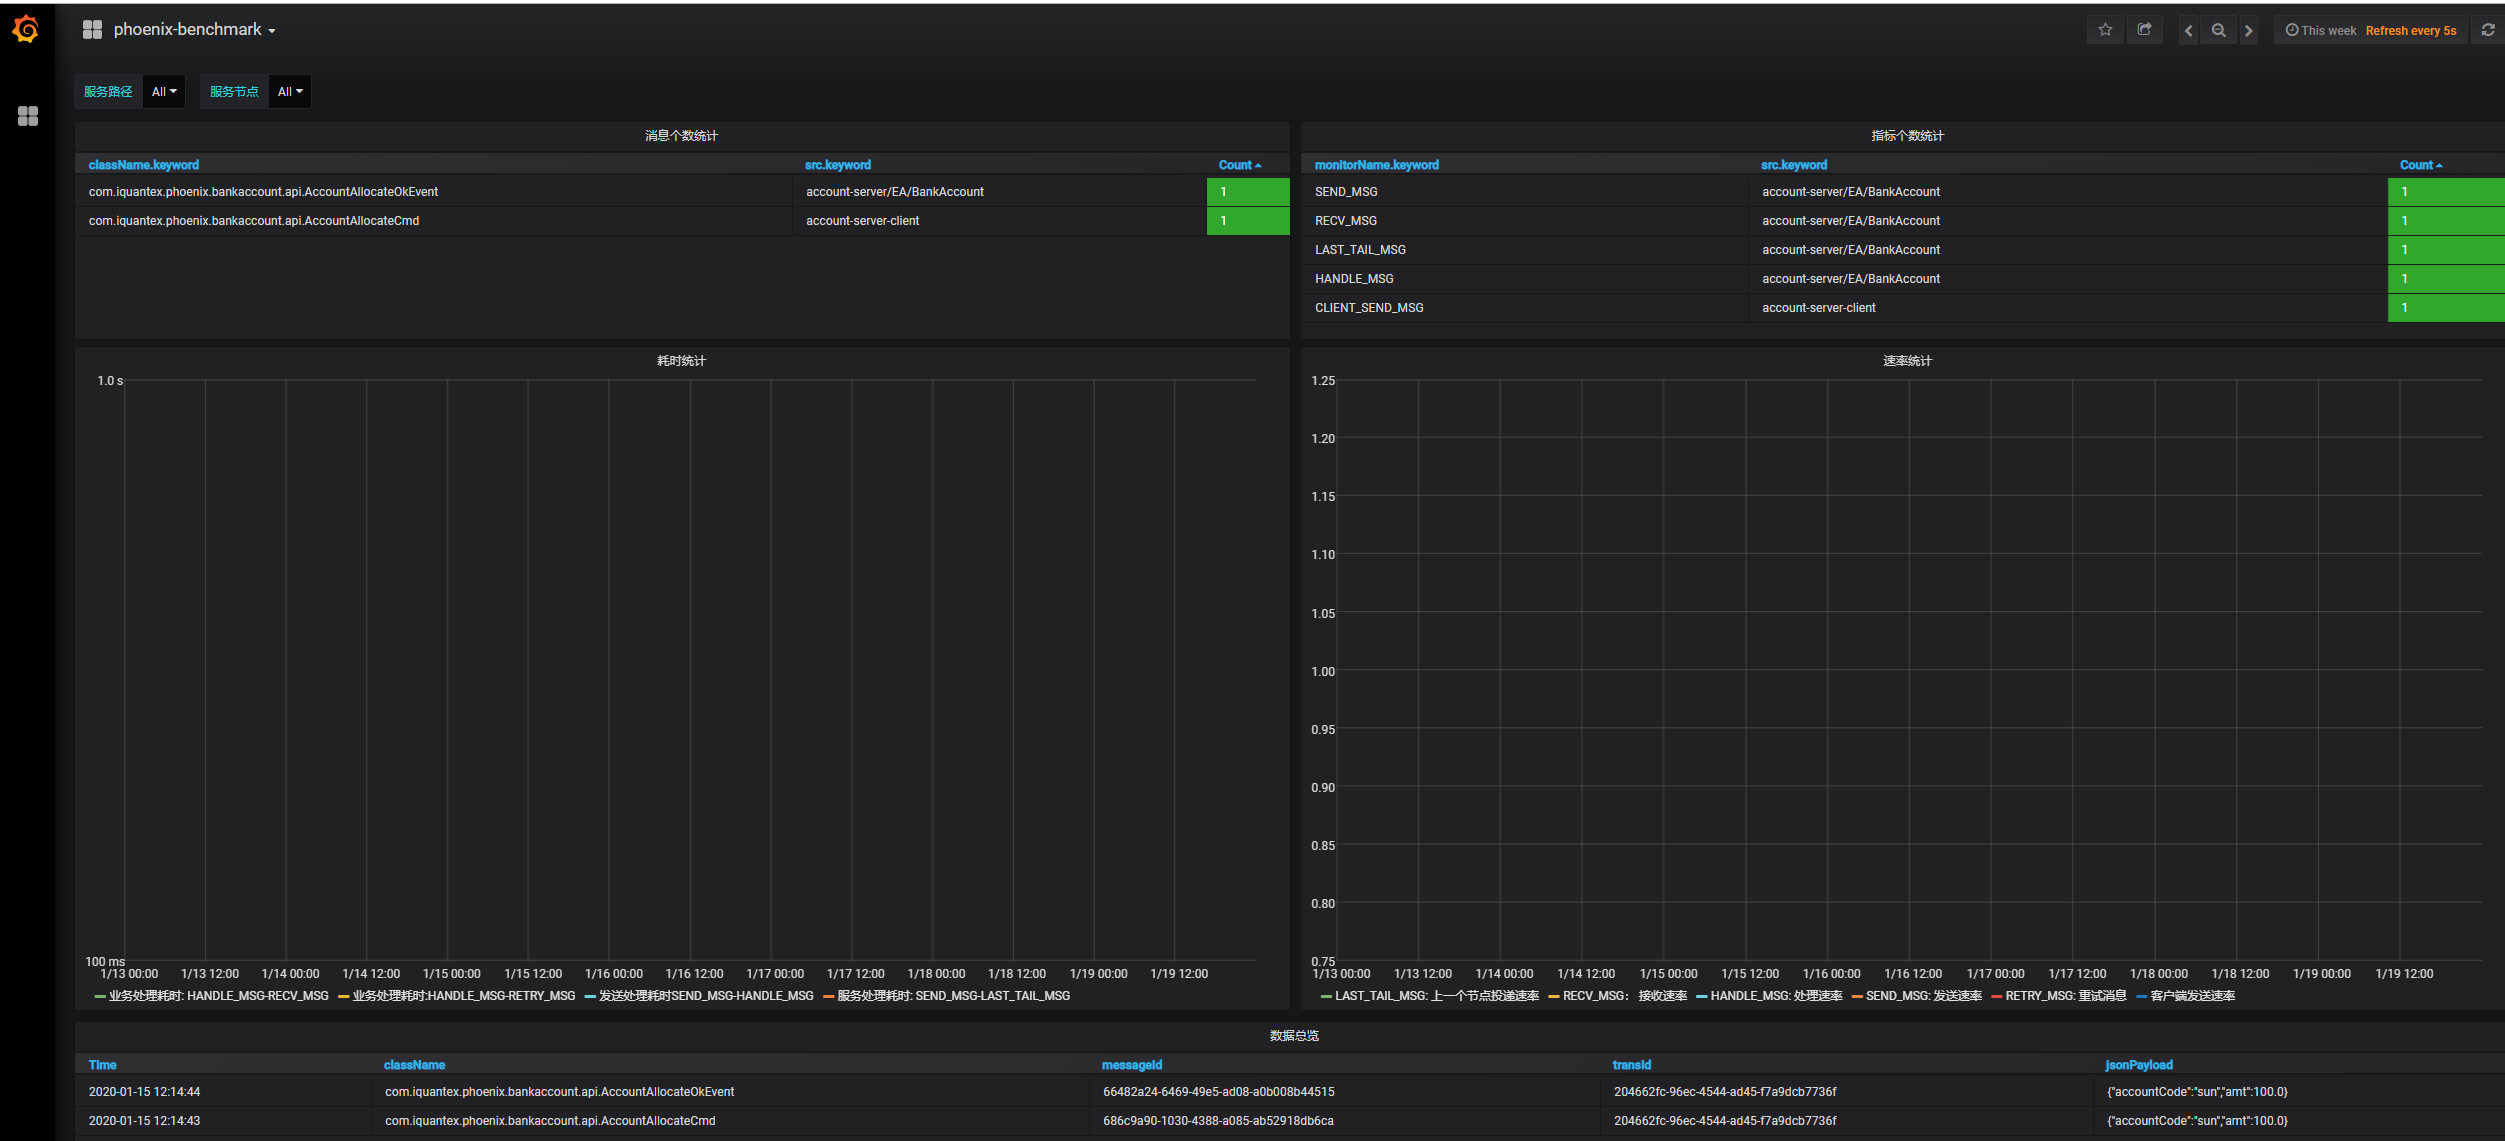 phoenix-benchmark
This week Refresh every 5s
服务路径 All 服务节点 All
消息个数统计
className.keyword src.keyword Count
com.iquantex.phoenix.bankaccount.api.AccountAllocateOkEvent account-server/EA/BankAccount 1
com.iquantex.phoenix.bankaccount.api.AccountAllocateCmd account-server-client 1
指标个数统计
monitorName.keyword src.keyword Count
SEND_MSG account-server/EA/BankAccount 1
RECV_MSG account-server/EA/BankAccount 1
LAST_TAIL_MSG account-server/EA/BankAccount 1
HANDLE_MSG account-server/EA/BankAccount 1
CLIENT_SEND_MSG account-server-client 1
耗时统计
1.0 s
100 ms
1/13 00:00 1/13 12:00 1/14 00:00 1/14 12:00 1/15 00:00 1/15 12:00 1/16 00:00 1/16 12:00 1/17 00:00 1/17 12:00 1/18 00:00 1/18 12:00 1/19 00:00 1/19 12:00
业务处理耗时: HANDLE_MSG-RECV_MSG 业务处理耗时:HANDLE_MSG-RETRY_MSG 发送处理耗时SEND_MSG-HANDLE_MSG 服务处理耗时: SEND_MSG-LAST_TAIL_MSG
速率统计
1.25
1.20
1.15
1.10
1.05
1.00
0.95
0.90
0.85
0.80
0.75
1/13 00:00 1/13 12:00 1/14 00:00 1/14 12:00 1/15 00:00 1/15 12:00 1/16 00:00 1/16 12:00 1/17 00:00 1/17 12:00 1/18 00:00 1/18 12:00 1/19 00:00 1/19 12:00
LAST_TAIL_MSG: 上一个节点投递速率 RECV_MSG： 接收速率 HANDLE_MSG: 处理速率 SEND_MSG: 发送速率 RETRY_MSG: 重试消息 客户端发送速率
数据总览
Time className messageId transId jsonPayload
2020-01-15 12:14:44 com.iquantex.phoenix.bankaccount.api.AccountAllocateOkEvent 66482a24-6469-49e5-ad08-a0b008b44515 204662fc-96ec-4544-ad45-f7a9dcb7736f {"accountCode":"sun","amt":100.0}
2020-01-15 12:14:43 com.iquantex.phoenix.bankaccount.api.AccountAllocateCmd 686c9a90-1030-4388-a085-ab52918db6ca 204662fc-96ec-4544-ad45-f7a9dcb7736f {"accountCode":"sun","amt":100.0}